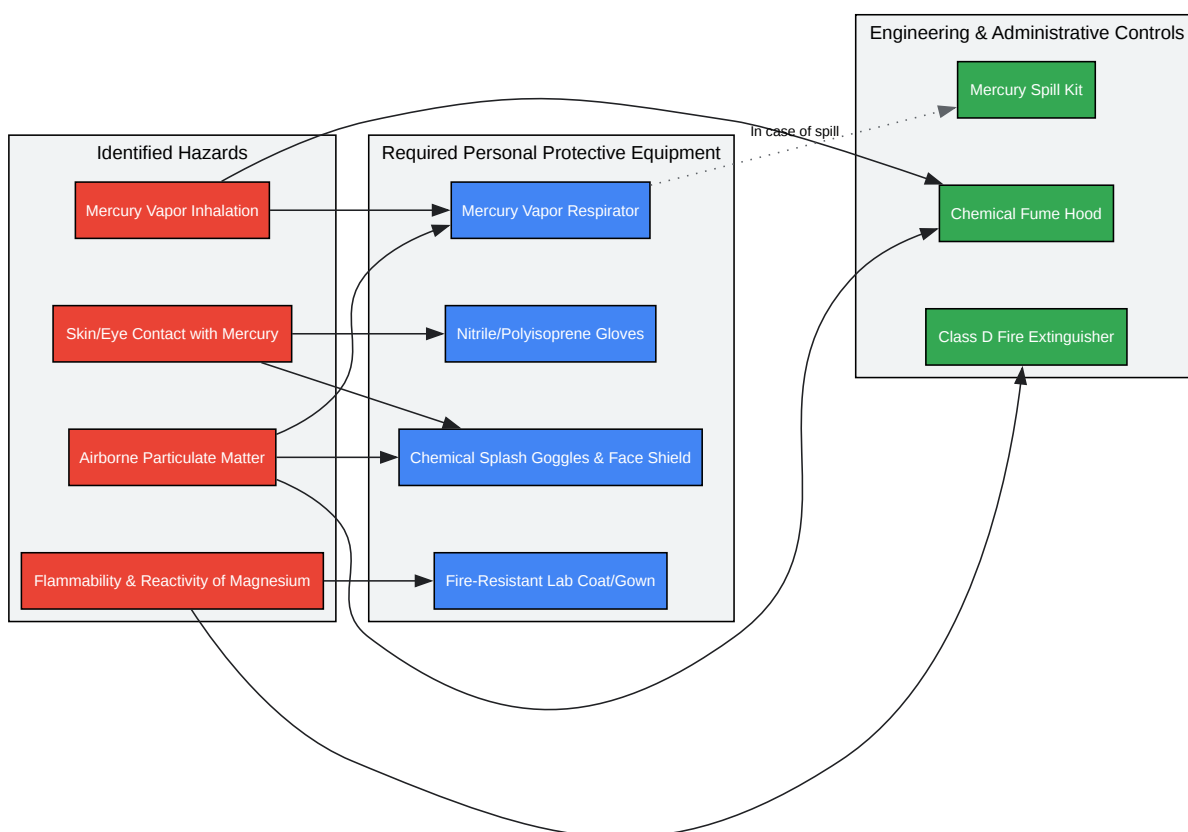 Engineering & Administrative Controls
Mercury Spill Kit
In case of spill
Identified Hazards
Required Personal Protective Equipment
Mercury Vapor Inhalation
Mercury Vapor Respirator
Chemical Fume Hood
Skin/Eye Contact with Mercury
Nitrile/Polyisoprene Gloves
Class D Fire Extinguisher
Airborne Particulate Matter
Chemical Splash Goggles & Face Shield
Flammability & Reactivity of Magnesium
Fire-Resistant Lab Coat/Gown